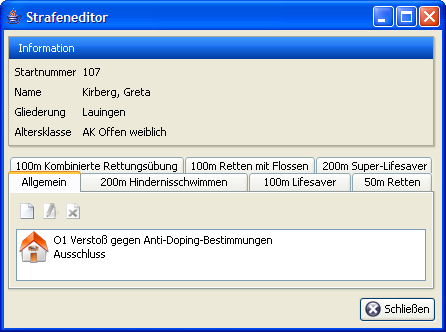 Strafeneditor
Information
Startnummer 107
Name Kirberg, Greta
Gliederung Lauingen
Altersklasse AK Offen weiblich
100m Kombinierte Rettungsübung 100m Retten mit Flossen 200m Super-Lifesaver
Allgemein 200m Hindernisschwimmen 100m Lifesaver 50m Retten
O1 Verstoß gegen Anti-Doping-Bestimmungen
Ausschluss
Schließen